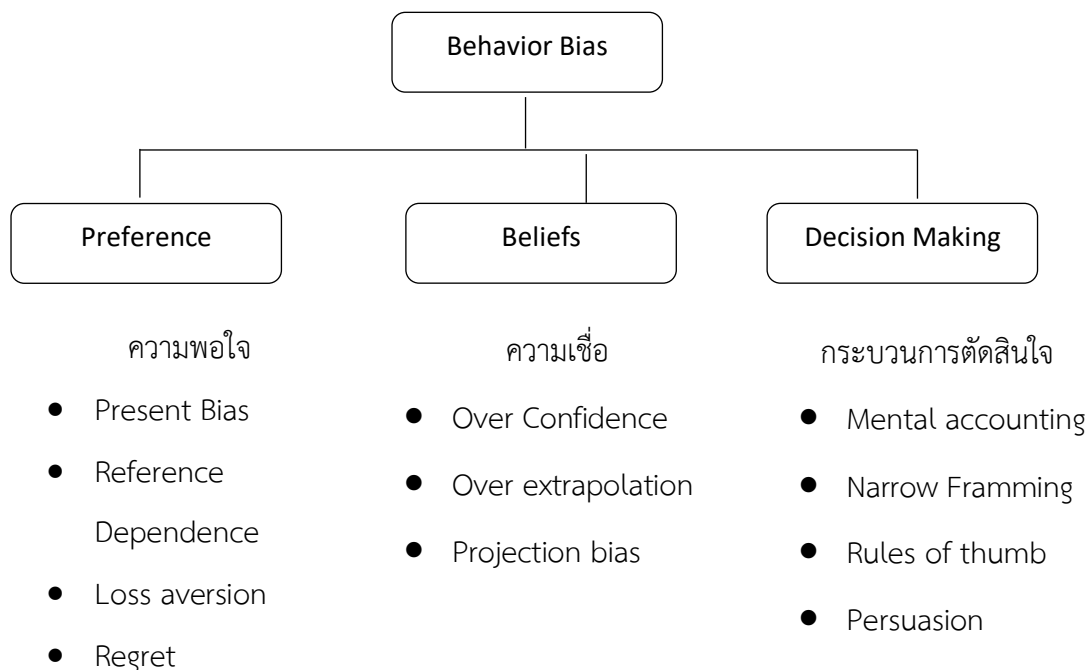 Behavior Bias
Preference
Beliefs
Decision Making
ความพอใจ
● Present Bias
● Reference
Dependence
● Loss aversion
● Regret
ความเชื่อ
● Over Confidence
● Over extrapolation
● Projection bias
กระบวนการตัดสินใจ
● Mental accounting
● Narrow Framming
● Rules of thumb
● Persuasion